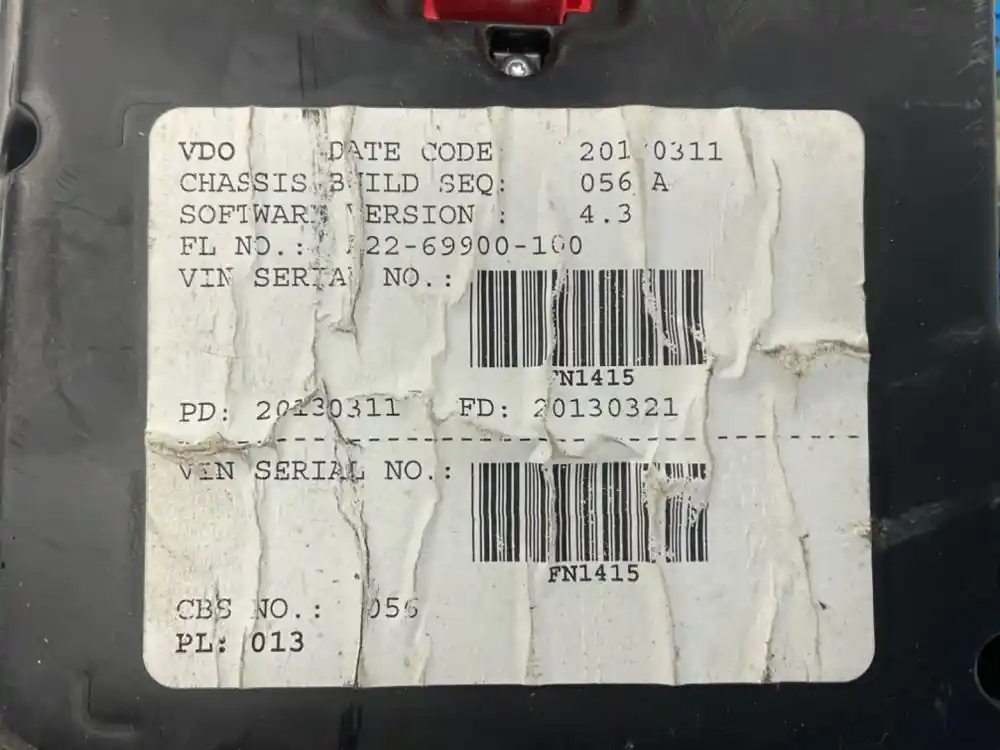 VDO DATE CODE 20130311
CHASSIS BUILD SEQ: 056 A
SOFTWARE VERSION : 4.3
FL NO.: A22-69900-100
VIN SERIAL NO.:
FN1415
PD: 20130311 FD: 20130321
VIN SERIAL NO.:
FN1415
CBS NO.: 056
PL: 013